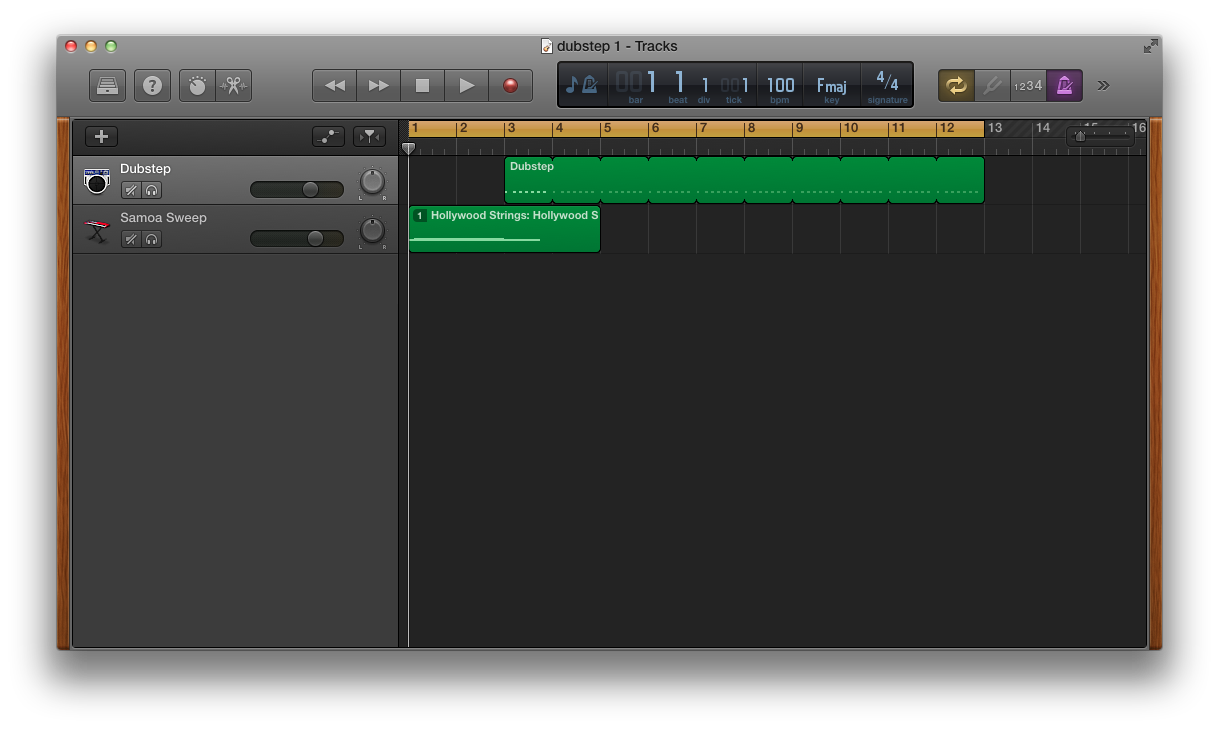 dubstep 1 - Tracks
001 1 1 001 100 Fmaj 4/4
bar beat div tick bpm key signature
1234
1 2 3 4 5 6 7 8 9 10 11 12 13 14 15 16
Dubstep
L R
Dubstep
Samoa Sweep
L R
1 Hollywood Strings: Hollywood S